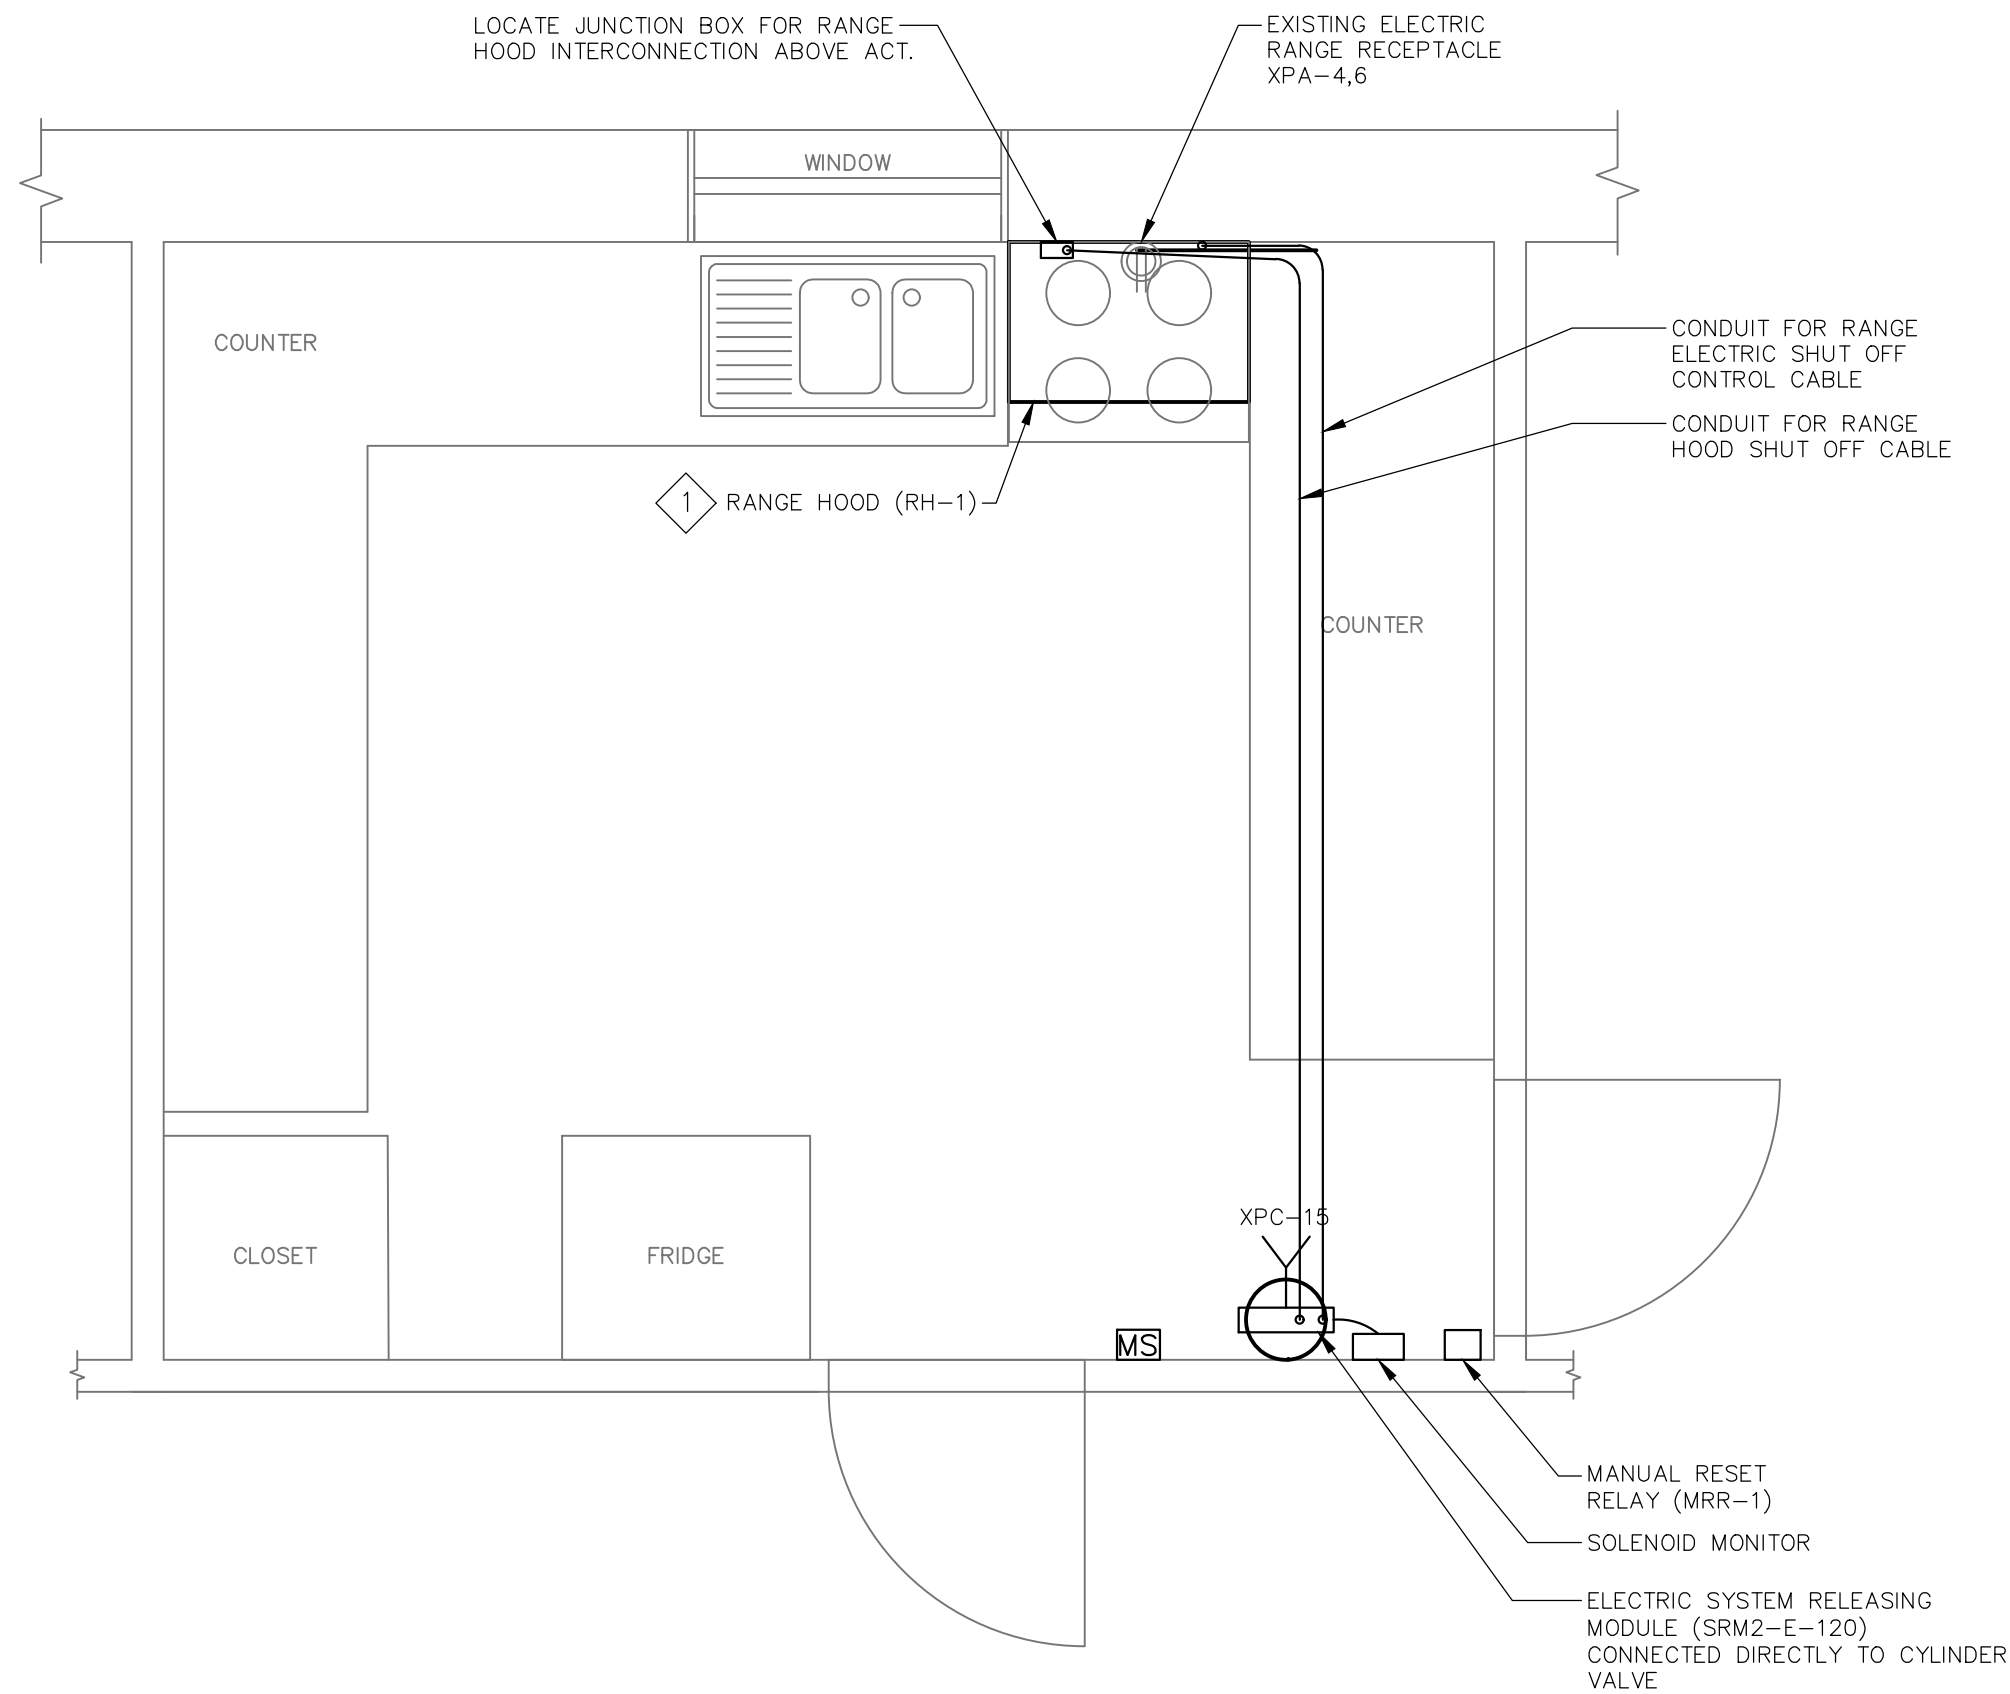 LOCATE JUNCTION BOX FOR RANGE
HOOD INTERCONNECTION ABOVE ACT.
EXISTING ELECTRIC
RANGE RECEPTACLE
XPA-4,6
WINDOW
COUNTER
CONDUIT FOR RANGE
ELECTRIC SHUT OFF
CONTROL CABLE
CONDUIT FOR RANGE
HOOD SHUT OFF CABLE
1
RANGE HOOD (RH-1)
COUNTER
XPC-15
CLOSET
FRIDGE
MS
MANUAL RESET
RELAY (MRR-1)
SOLENOID MONITOR
ELECTRIC SYSTEM RELEASING
MODULE (SRM2-E-120)
CONNECTED DIRECTLY TO CYLINDER
VALVE